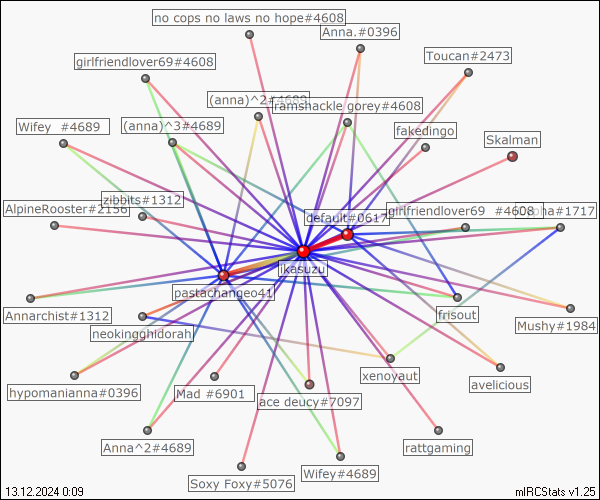 no cops no laws no hope#4608
Anna.#0396
Toucan#2473
girlfriendlover69#4608
(anna)^2#4689
ramshackle gorey#4608
Wifey #4689
(anna)^3#4689
fakedingo
Skalman
zibbits#1312
AlpineRooster#2156
default#0617
girlfriendlover69 #4608
#1717
ikasuzu
pastachangeo41
Annarchist#1312
neokingghidorah
frisout
Mushy#1984
xenoyaut
hypomanianna#0396
Mad #6901
ace deucy#7097
avelicious
Anna^2#4689
rattgaming
Soxy Foxy#5076
Wifey#4689
13.12.2024 0:09
mIRCStats v1.25